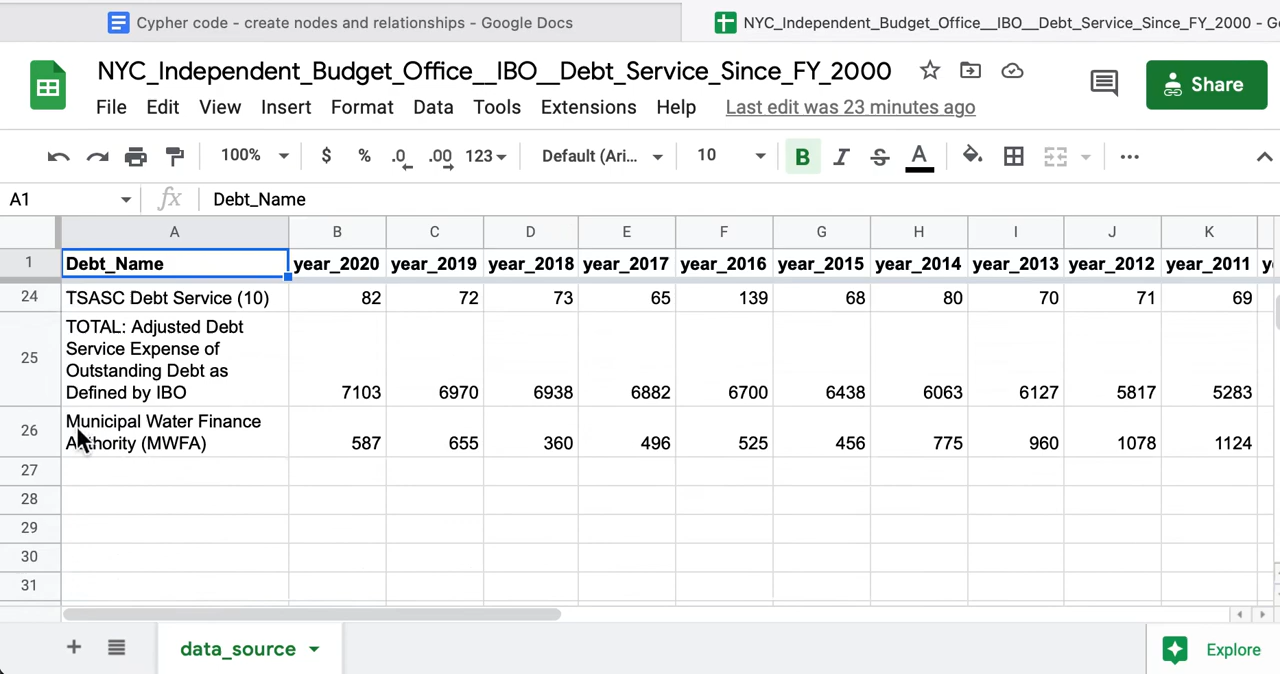 Cypher code - create nodes and relationships - Google Docs
NYC_Independent_Budget_Office__IBO__Debt_Service_Since_FY_2000 - Go
NYC_Independent_Budget_Office__IBO__Debt_Service_Since_FY_2000
Share
File Edit View Insert Format Data Tools Extensions Help Last edit was 23 minutes ago
100% $ % .0 .00 123 Default (Ari... 10 B I S A
A1 fx Debt_Name
A B C D E F G H I J K
1 Debt_Name year_2020 year_2019 year_2018 year_2017 year_2016 year_2015 year_2014 year_2013 year_2012 year_2011
24 TSASC Debt Service (10) 82 72 73 65 139 68 80 70 71 69
TOTAL: Adjusted Debt
Service Expense of
Outstanding Debt as
25 Defined by IBO 7103 6970 6938 6882 6700 6438 6063 6127 5817 5283
Municipal Water Finance
26 Authority (MWFA) 587 655 360 496 525 456 775 960 1078 1124
27
28
29
30
31
data_source
Explore